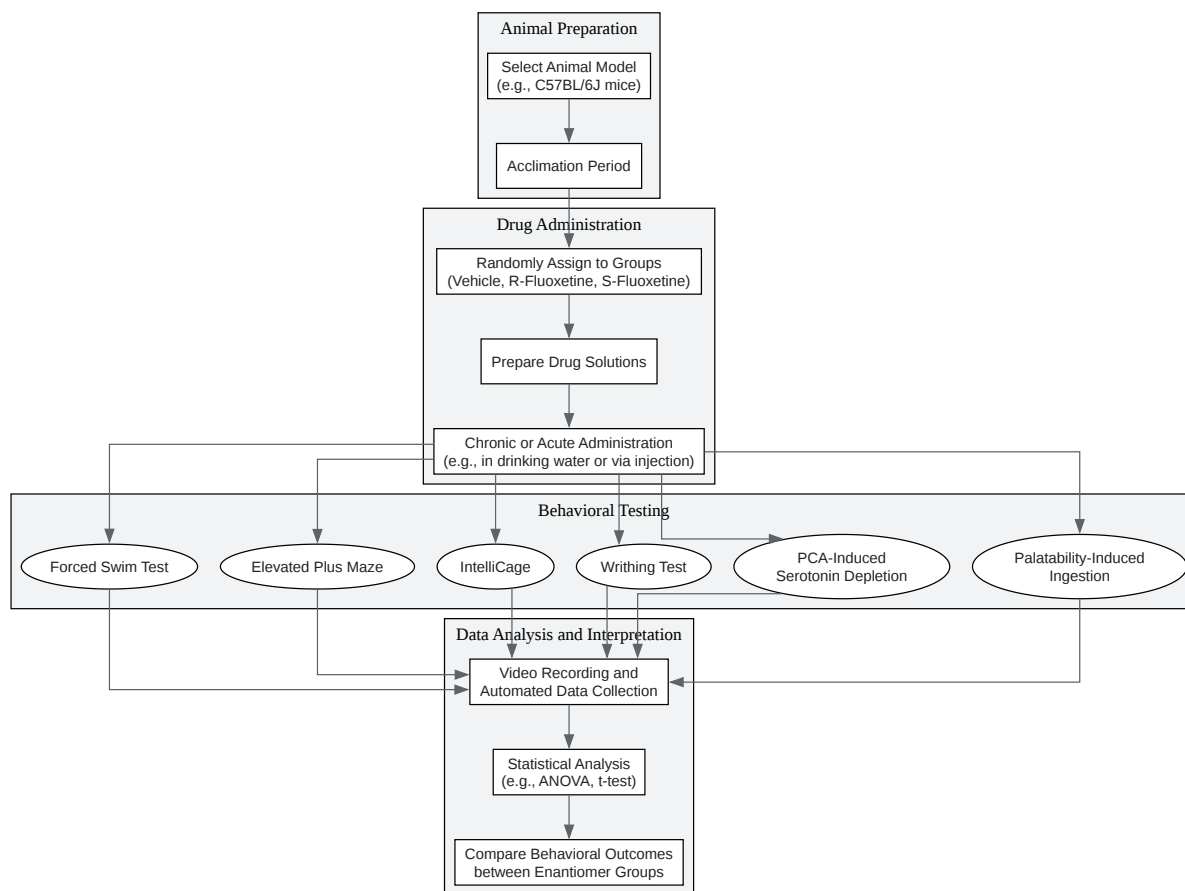 Animal Preparation
Select Animal Model
(e.g., C57BL/6J mice)
Acclimation Period
Drug Administration
Randomly Assign to Groups
(Vehicle, R-Fluoxetine, S-Fluoxetine)
Prepare Drug Solutions
Chronic or Acute Administration
(e.g., in drinking water or via injection)
Behavioral Testing
Forced Swim Test
Elevated Plus Maze
IntelliCage
Writhing Test
PCA-Induced
Serotonin Depletion
Palatability-Induced
Ingestion
Data Analysis and Interpretation
Video Recording and
Automated Data Collection
Statistical Analysis
(e.g., ANOVA, t-test)
Compare Behavioral Outcomes
between Enantiomer Groups